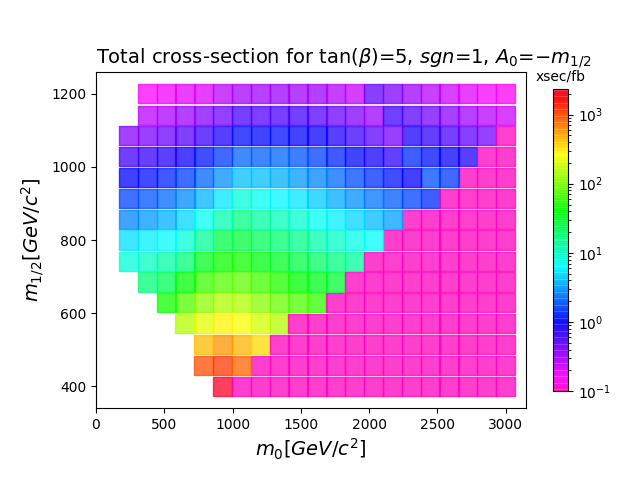 Total cross-section for tan(β)=5, sgn=1, A₀=−m₁/₂
xsec/fb
m₁/₂[GeV/c²]
1200
1000
800
600
400
0 500 1000 1500 2000 2500 3000
m₀[GeV/c²]
10³
10²
10¹
10⁰
10⁻¹